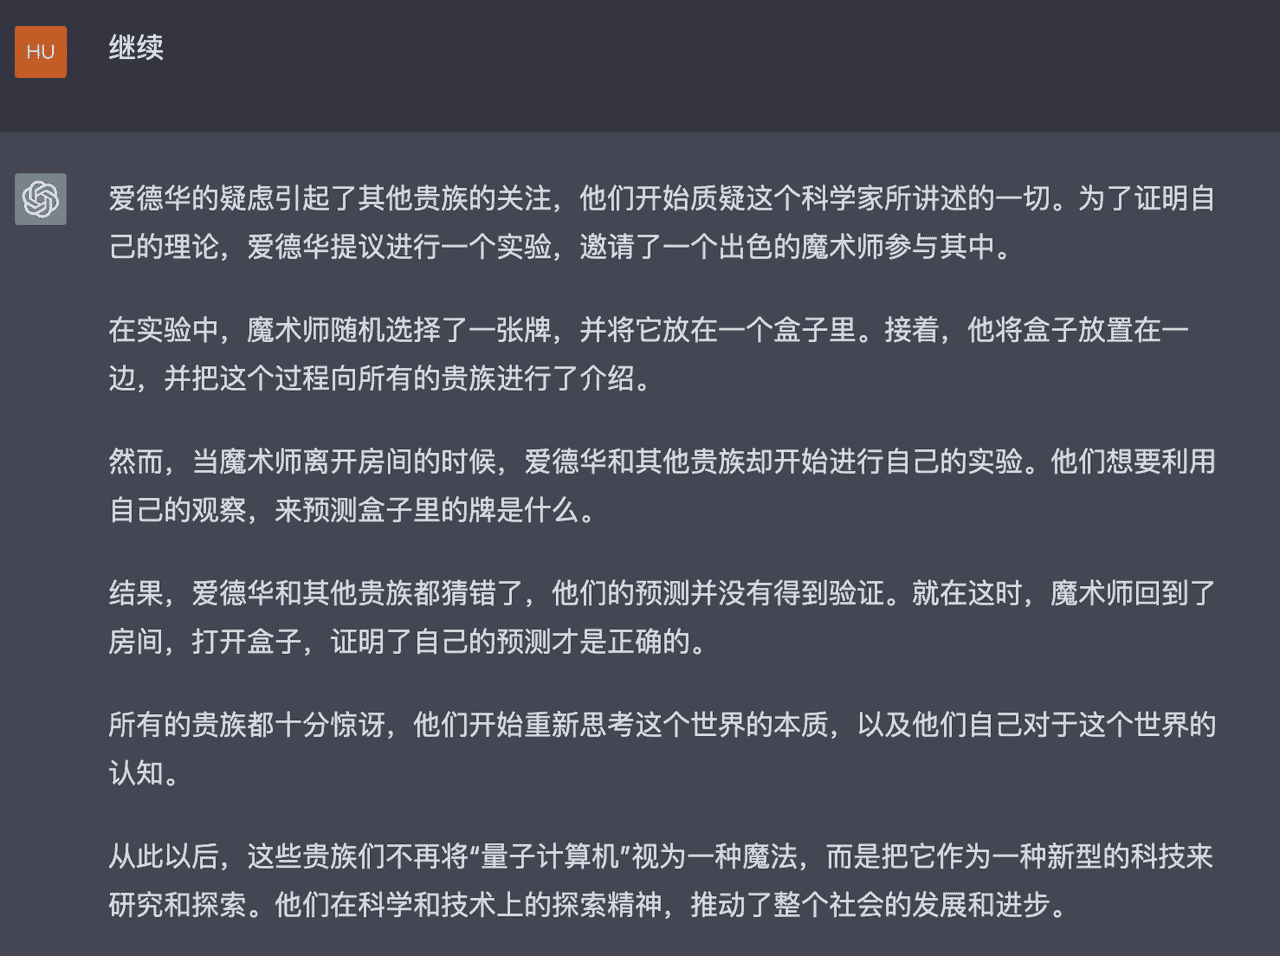 HU
继续
爱德华的疑虑引起了其他贵族的关注，他们开始质疑这个科学家所讲述的一切。为了证明自
己的理论，爱德华提议进行一个实验，邀请了一个出色的魔术师参与其中。
在实验中，魔术师随机选择了一张牌，并将它放在一个盒子里。接着，他将盒子放置在一
边，并把这个过程向所有的贵族进行了介绍。
然而，当魔术师离开房间的时候，爱德华和其他贵族却开始进行自己的实验。他们想要利用
自己的观察，来预测盒子里的牌是什么。
结果，爱德华和其他贵族都猜错了，他们的预测并没有得到验证。就在这时，魔术师回到了
房间，打开盒子，证明了自己的预测才是正确的。
所有的贵族都十分惊讶，他们开始重新思考这个世界的本质，以及他们自己对于这个世界的
认知。
从此以后，这些贵族们不再将“量子计算机”视为一种魔法，而是把它作为一种新型的科技来
研究和探索。他们在科学和技术上的探索精神，推动了整个社会的发展和进步。